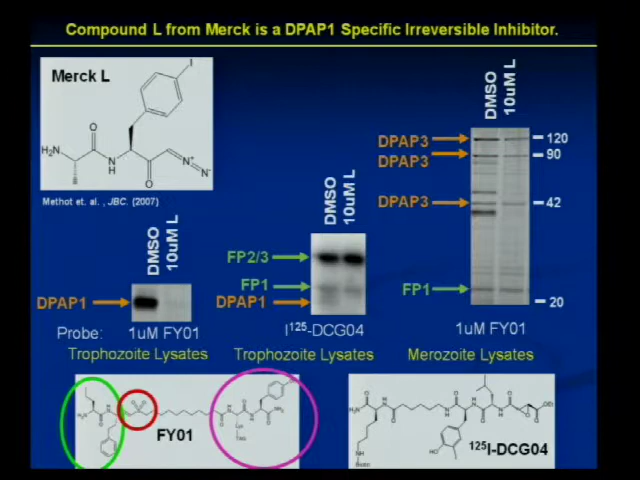 Compound L from Merck is a DPAP1 Specific Irreversible Inhibitor.
Merck L
I
O
H₂N
N
H
O
N⁺
N⁻
Methot et. al. , JBC. (2007)
DMSO
10uM L
DPAP1
Probe: 1uM FY01
Trophozoite Lysates
DMSO
10uM L
FP2/3
FP1
DPAP1
I¹²⁵-DCG04
Trophozoite Lysates
DMSO
10uM L
DPAP3
DPAP3
DPAP3
FP1
120
90
42
20
1uM FY01
Merozoite Lysates
FY01
¹²⁵I-DCG04